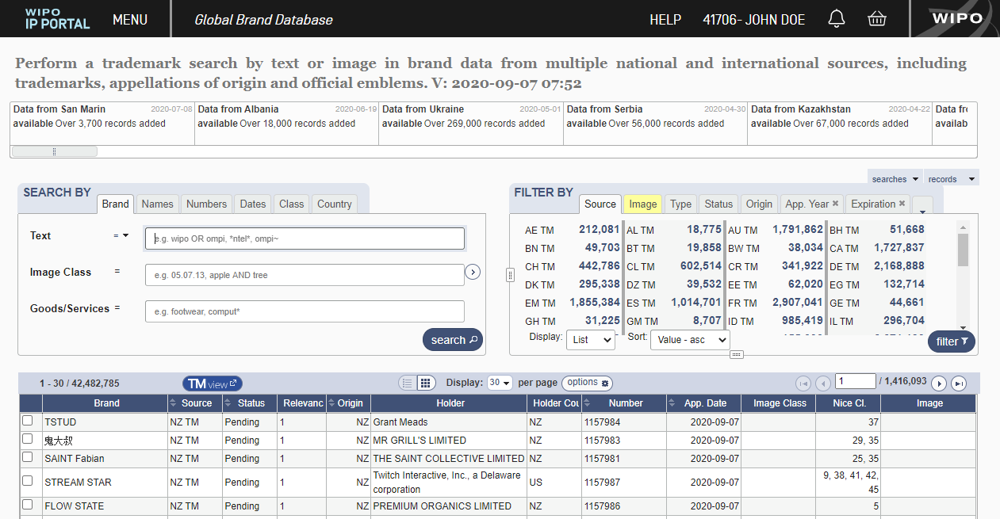 WIPO
IP PORTAL MENU Global Brand Database HELP 41706- JOHN DOE WIPO
Perform a trademark search by text or image in brand data from multiple national and international sources, including
trademarks, appellations of origin and official emblems. V: 2020-09-07 07:52
Data from San Marin 2020-07-08 Data from Albania 2020-06-19 Data from Ukraine 2020-05-01 Data from Serbia 2020-04-30 Data from Kazakhstan 2020-04-22 Data fr
available Over 3,700 records added available Over 18,000 records added available Over 269,000 records added available Over 56,000 records added available Over 67,000 records added availab
searches records
SEARCH BY Brand Names Numbers Dates Class Country
Text = e.g. wipo OR ompi, *ntel*, ompi~
Image Class = e.g. 05.07.13, apple AND tree
Goods/Services = e.g. footwear, comput*
search
FILTER BY Source Image Type Status Origin App. Year Expiration
AE TM 212,081 AL TM 18,775 AU TM 1,791,862 BH TM 51,668
BN TM 49,703 BT TM 19,858 BW TM 38,034 CA TM 1,727,837
CH TM 442,786 CL TM 602,514 CR TM 341,922 DE TM 2,168,888
DK TM 295,338 DZ TM 39,532 EE TM 62,020 EG TM 132,714
EM TM 1,855,384 ES TM 1,014,701 FR TM 2,907,041 GE TM 44,661
GH TM 31,225 GM TM 8,707 ID TM 985,419 IL TM 296,704
Display: List Sort: Value - asc
filter
1 - 30 / 42,482,785 TM view Display: 30 per page options 1 / 1,416,093
Brand Source Status Relevanc Origin Holder Holder Cou Number App. Date Image Class Nice Cl. Image
TSTUD NZ TM Pending 1 NZ Grant Meads NZ 1157984 2020-09-07 37
鬼大叔 NZ TM Pending 1 NZ MR GRILL'S LIMITED NZ 1157983 2020-09-07 29, 35
SAINT Fabian NZ TM Pending 1 NZ THE SAINT COLLECTIVE LIMITED NZ 1157981 2020-09-07 25, 35
STREAM STAR NZ TM Pending 1 NZ Twitch Interactive, Inc., a Delaware
corporation US 1157987 2020-09-07 9, 38, 41, 42,
45
FLOW STATE NZ TM Pending 1 NZ PREMIUM ORGANICS LIMITED NZ 1157986 2020-09-07 5